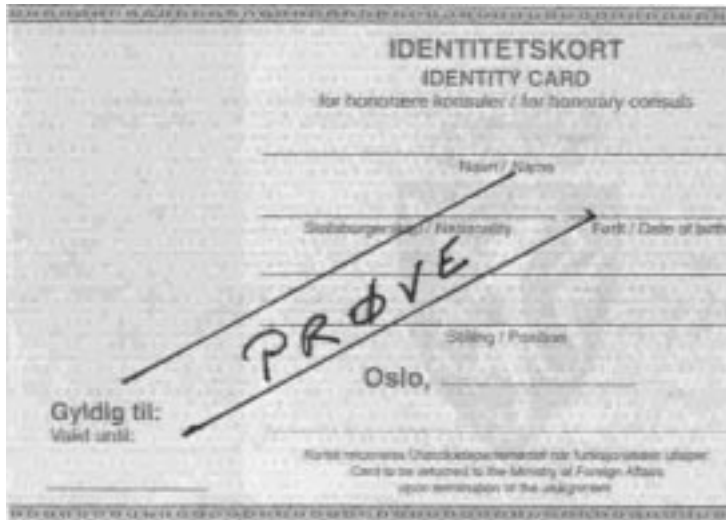 IDENTITETSKORT
IDENTITY CARD
for honorære konsuler / for honorary consuls
Navn / Name
Statsborgerskap / Nationality Født / Date of birth
PRØVE
Stilling / Position
Oslo,
Gyldig til:
Valid until:
Kortet returneres Utenriksdepartementet når funksjonstiden utløper
Card to be returned to the Ministry of Foreign Affairs
upon termination of the assignment